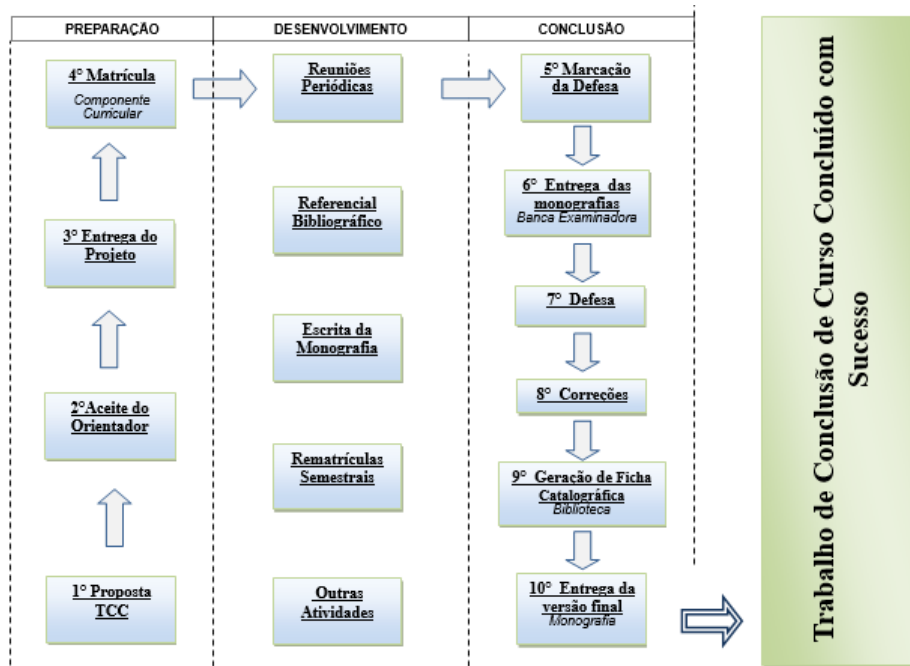 PREPARAÇÃO
DESENVOLVIMENTO
CONCLUSÃO
4° Matrícula
Componente
Curricular
3° Entrega do
Projeto
2°Aceite do
Orientador
1° Proposta
TCC
Reuniões
Periódicas
Referencial
Bibliográfico
Escrita da
Monografia
Rematrículas
Semestrais
Outras
Atividades
5° Marcação
da Defesa
6° Entrega das
monografias
Banca Examinadora
7° Defesa
8° Correções
9° Geração de Ficha
Catalográfica
Biblioteca
10° Entrega da
versão final
Monografia
Trabalho de Conclusão de Curso Concluído com
Sucesso